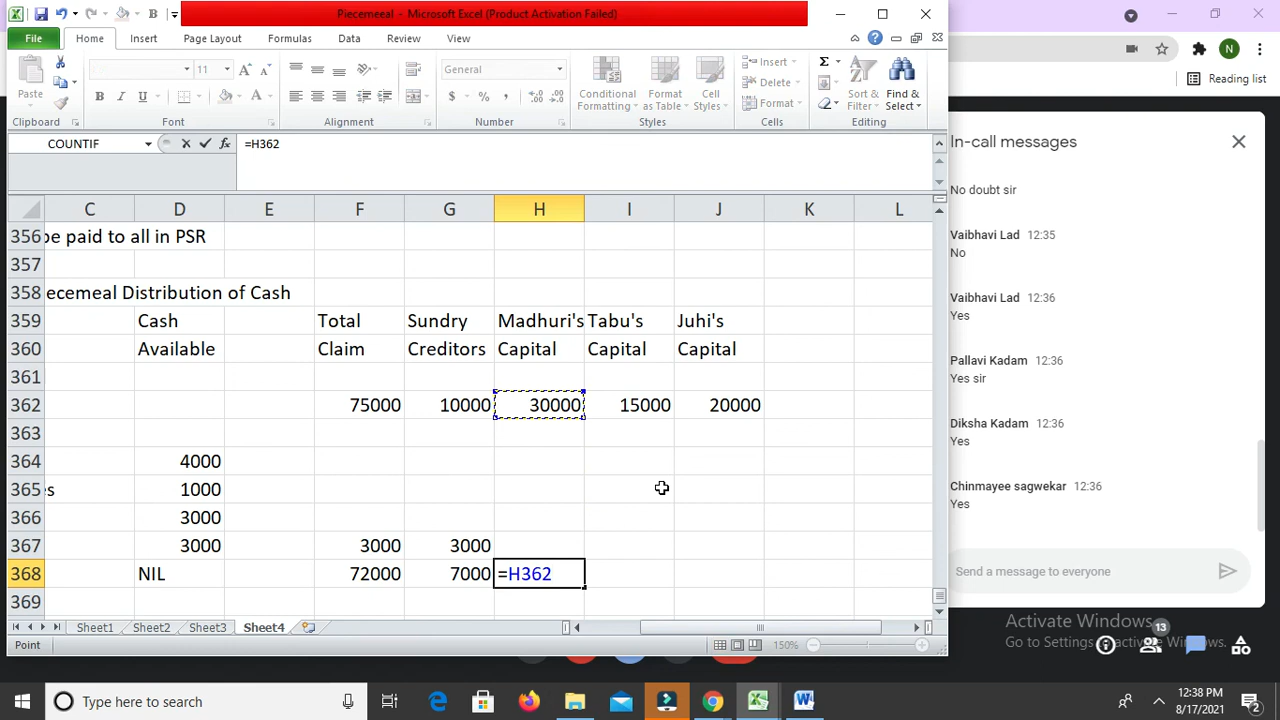 Piecemeeal - Microsoft Excel (Product Activation Failed)
File Home Insert Page Layout Formulas Data Review View
Paste
Clipboard
11
B I U
Font
Alignment
General
$ % ,
Number
Conditional Formatting
Format as Table
Cell Styles
Styles
Insert
Delete
Format
Cells
Sort & Filter
Find & Select
Editing
COUNTIF
=H362
C D E F G H I J K L
356 be paid to all in PSR
357
358 ecemeal Distribution of Cash
359 Cash Total Sundry Madhuri's Tabu's Juhi's
360 Available Claim Creditors Capital Capital Capital
361
362 75000 10000 30000 15000 20000
363
364 4000
365 es 1000
366 3000
367 3000 3000 3000
368 NIL 72000 7000 =H362
369
Sheet1 Sheet2 Sheet3 Sheet4
Point
150%
N
Reading list
In-call messages
No doubt sir
Vaibhavi Lad 12:35
No
Vaibhavi Lad 12:36
Yes
Pallavi Kadam 12:36
Yes sir
Diksha Kadam 12:36
Yes
Chinmayee sagwekar 12:36
Yes
Send a message to everyone
Activate Windows
Go to Settings to activate Windows.
13
Type here to search
12:38 PM
8/17/2021
2